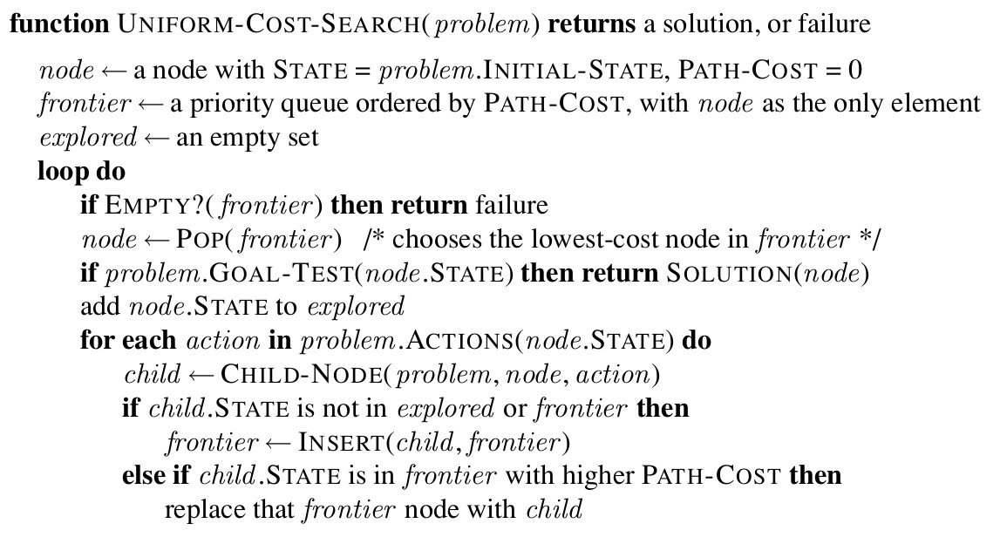 function UNIFORM-COST-SEARCH(problem) returns a solution, or failure
node ← a node with STATE = problem.INITIAL-STATE, PATH-COST = 0
frontier ← a priority queue ordered by PATH-COST, with node as the only element
explored ← an empty set
loop do
if EMPTY?(frontier) then return failure
node ← POP(frontier) /* chooses the lowest-cost node in frontier */
if problem.GOAL-TEST(node.STATE) then return SOLUTION(node)
add node.STATE to explored
for each action in problem.ACTIONS(node.STATE) do
child ← CHILD-NODE(problem, node, action)
if child.STATE is not in explored or frontier then
frontier ← INSERT(child, frontier)
else if child.STATE is in frontier with higher PATH-COST then
replace that frontier node with child